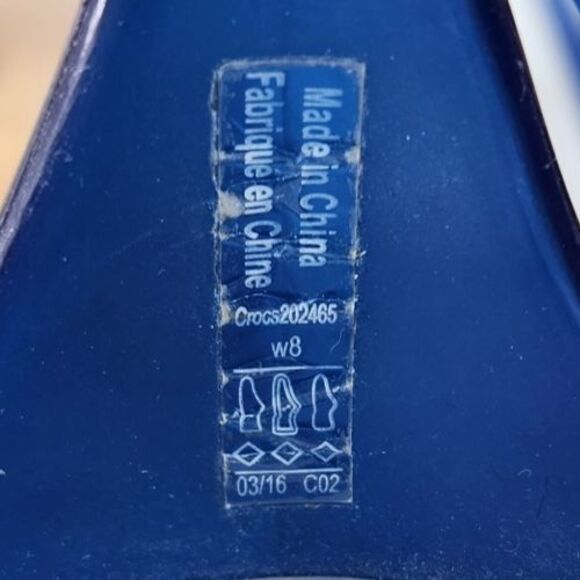 Made in China
Fabriqué en Chine
Crocs202465
w8
03/16 C02